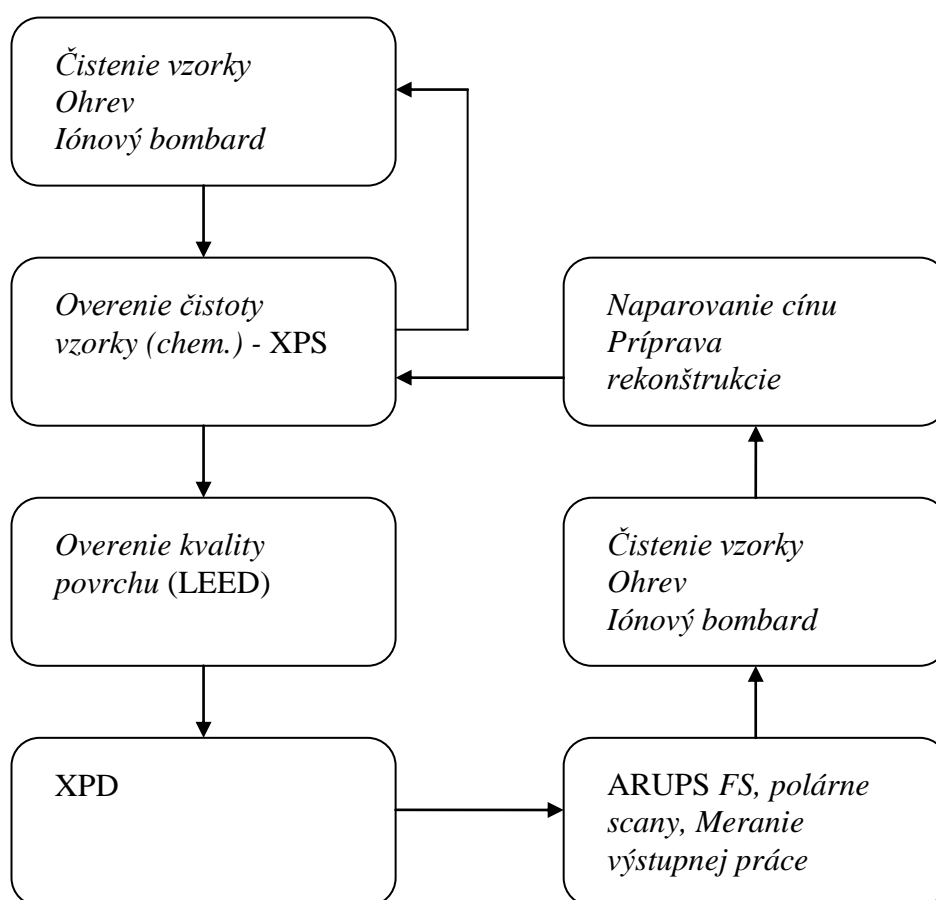 Čistenie vzorky
Ohrev
Iónový bombard
Overenie čistoty
vzorky (chem.) - XPS
Naparovanie cínu
Príprava
rekonštrukcie
Overenie kvality
povrchu (LEED)
Čistenie vzorky
Ohrev
Iónový bombard
XPD
ARUPS FS, polárne
scany, Meranie
výstupnej práce